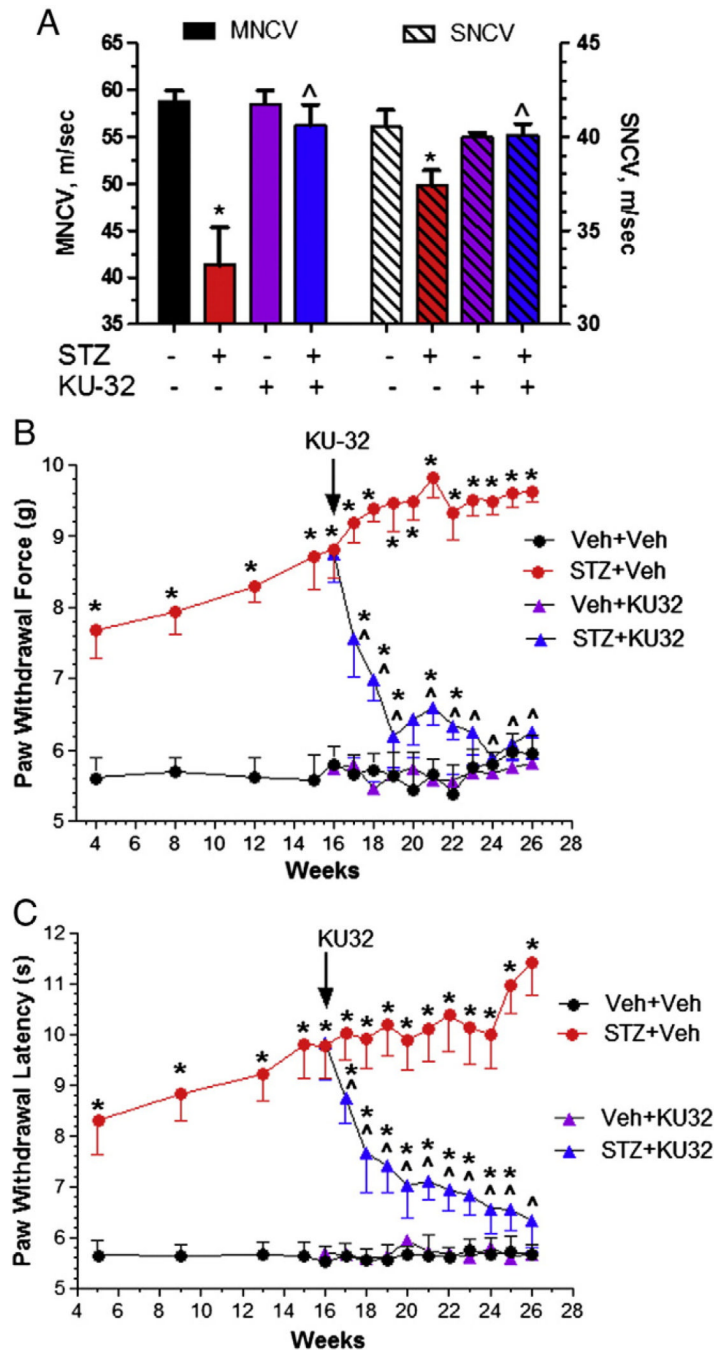 A
MNCV
SNCV
65
60
55
50
45
40
35
MNCV, m/sec
45
40
35
30
SNCV, m/sec
* ^ * ^
STZ - + - + - + - +
KU-32 - - + + - - + +
B
KU-32
10
9
8
7
6
5
Paw Withdrawal Force (g)
* * * * * * * * * * * * * * *
* ^ * ^ * ^ * ^ * ^ ^ ^ ^ ^
Veh+Veh
STZ+Veh
Veh+KU32
STZ+KU32
4 6 8 10 12 14 16 18 20 22 24 26 28
Weeks
C
KU32
12
11
10
9
8
7
6
5
Paw Withdrawal Latency (s)
* * * * * * * * * * * * * * *
* ^ * ^ * ^ * ^ * ^ * ^ * ^ * ^ * ^ ^
Veh+Veh
STZ+Veh
Veh+KU32
STZ+KU32
4 6 8 10 12 14 16 18 20 22 24 26 28
Weeks